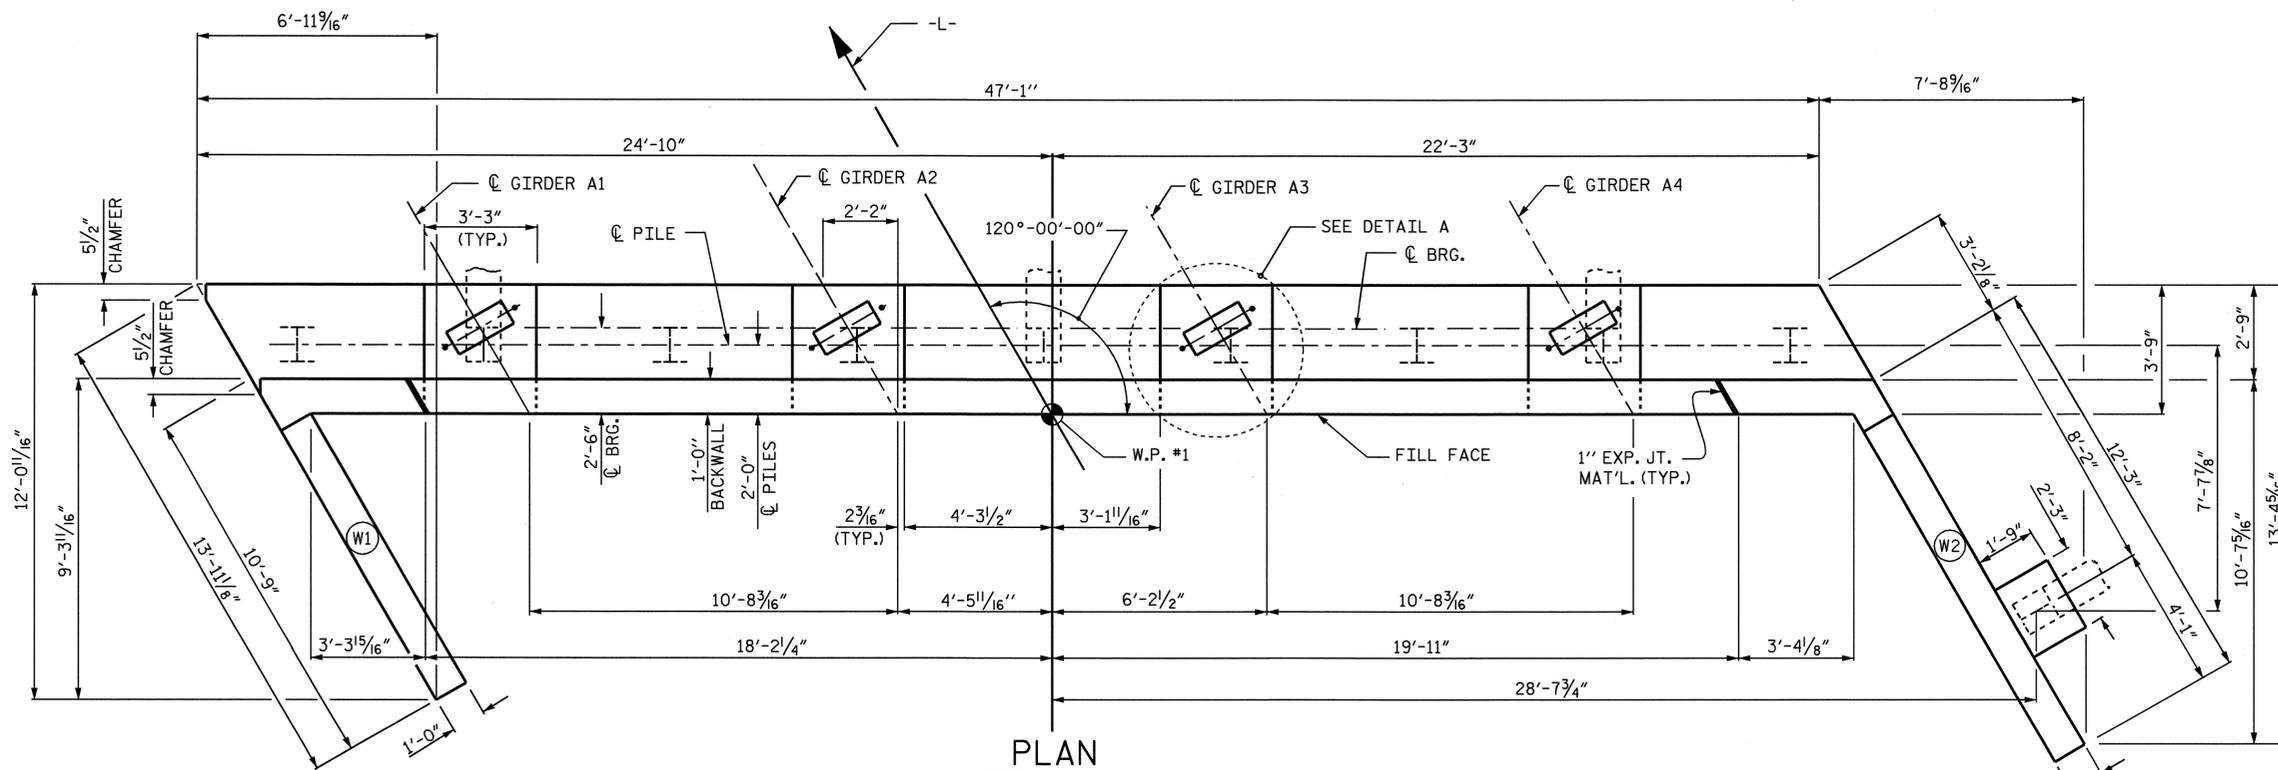 6'-11 9/16"
-L-
47'-1"
7'-8 9/16"
24'-10"
22'-3"
℄ GIRDER A1
℄ GIRDER A2
℄ GIRDER A3
℄ GIRDER A4
3'-3"
(TYP.)
2'-2"
℄ PILE
120°-00'-00"
SEE DETAIL A
℄ BRG.
5 1/2"
CHAMFER
5 1/2"
CHAMFER
3'-2 1/8"
3'-9"
2'-9"
12'-0 11/16"
9'-3 11/16"
13'-11 1/8"
10'-9"
W1
2'-6"
℄ BRG.
1'-0"
BACKWALL
2'-0"
℄ PILES
W.P. #1
FILL FACE
1" EXP. JT.
MAT'L. (TYP.)
8'-2"
12'-3"
7'-7 7/8"
10'-7 5/16"
13'-4 5/16"
2 3/16"
(TYP.)
4'-3 1/2"
3'-1 11/16"
W2
1'-9"
2'-3"
4'-1"
10'-8 3/16"
4'-5 11/16"
6'-2 1/2"
10'-8 3/16"
3'-3 15/16"
18'-2 1/4"
19'-11"
3'-4 1/8"
28'-7 3/4"
1'-0"
PLAN